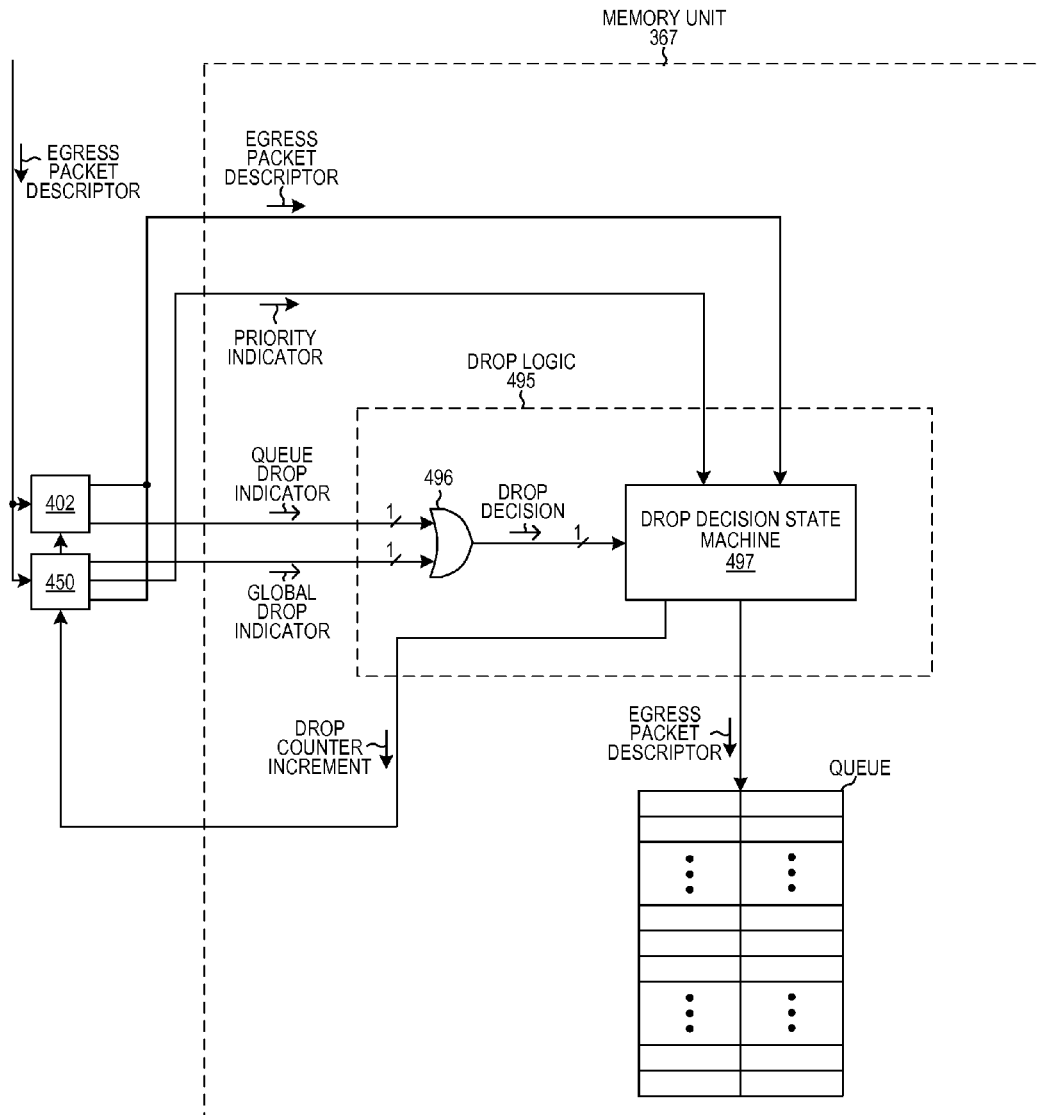 MEMORY UNIT
367
EGRESS
PACKET
DESCRIPTOR
EGRESS
PACKET
DESCRIPTOR
PRIORITY
INDICATOR
DROP LOGIC
495
QUEUE
DROP
INDICATOR
496
DROP
DECISION
402
1
1
1
DROP DECISION STATE
MACHINE
497
450
GLOBAL
DROP
INDICATOR
DROP
COUNTER
INCREMENT
EGRESS
PACKET
DESCRIPTOR
QUEUE